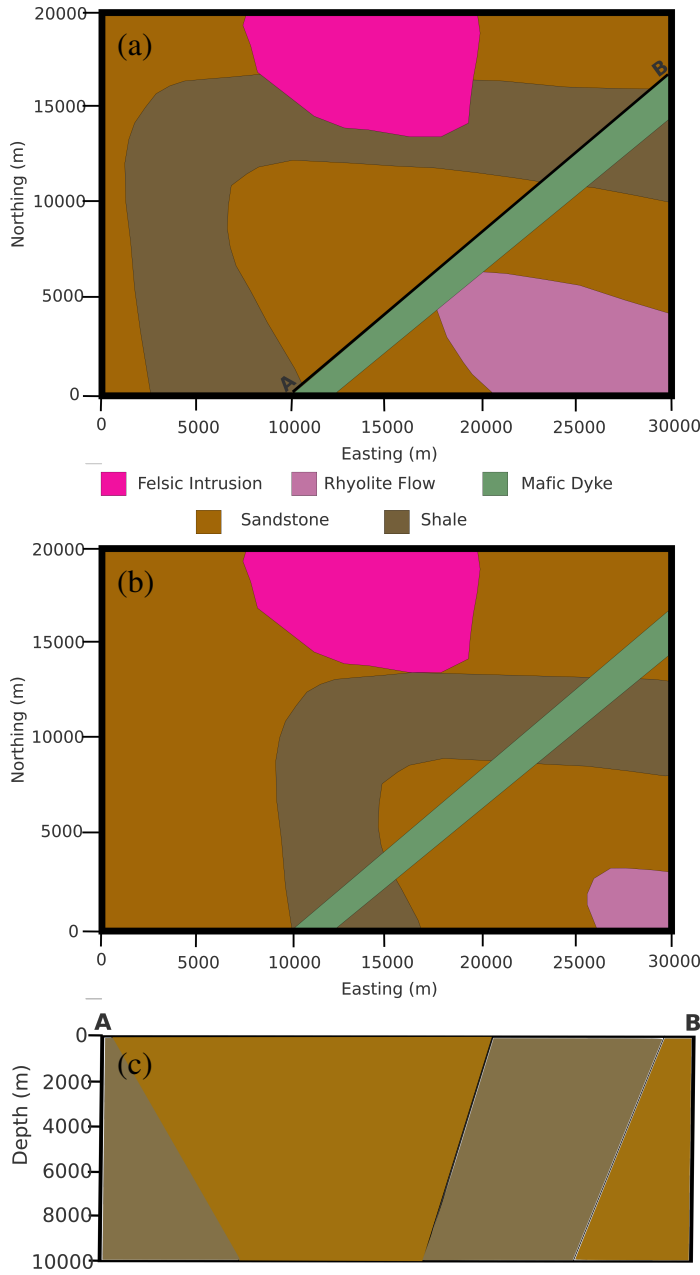 20000
(a)
B
15000
Northing (m)
10000
5000
A
0
0 5000 10000 15000 20000 25000 30000
Easting (m)
Felsic Intrusion Rhyolite Flow Mafic Dyke
Sandstone Shale
20000
(b)
15000
Northing (m)
10000
5000
0
0 5000 10000 15000 20000 25000 30000
Easting (m)
A B
0
(c)
2000
Depth (m)
4000
6000
8000
10000